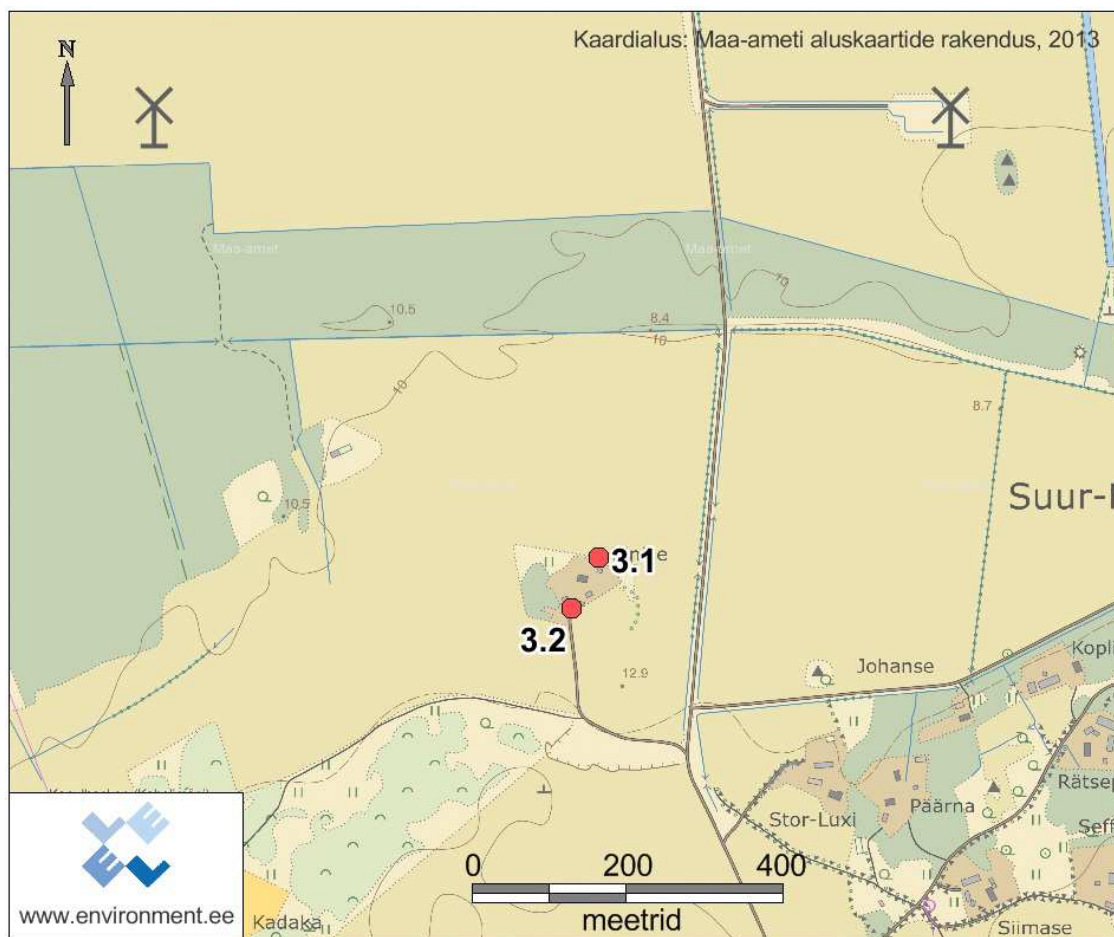 Kaardialus: Maa-ameti aluskaartide rakendus, 2013
N
Maa-amet
Maa-amet
10
10.5
8.4
10
10
8.7
10.5
Suur-
3.1
3.2
12.9
Johanse
Kopli
Rätsep
Päärna
Stor-Luxi
Seff
0 200 400
meetrid
www.environment.ee
Kadaka
Siimase